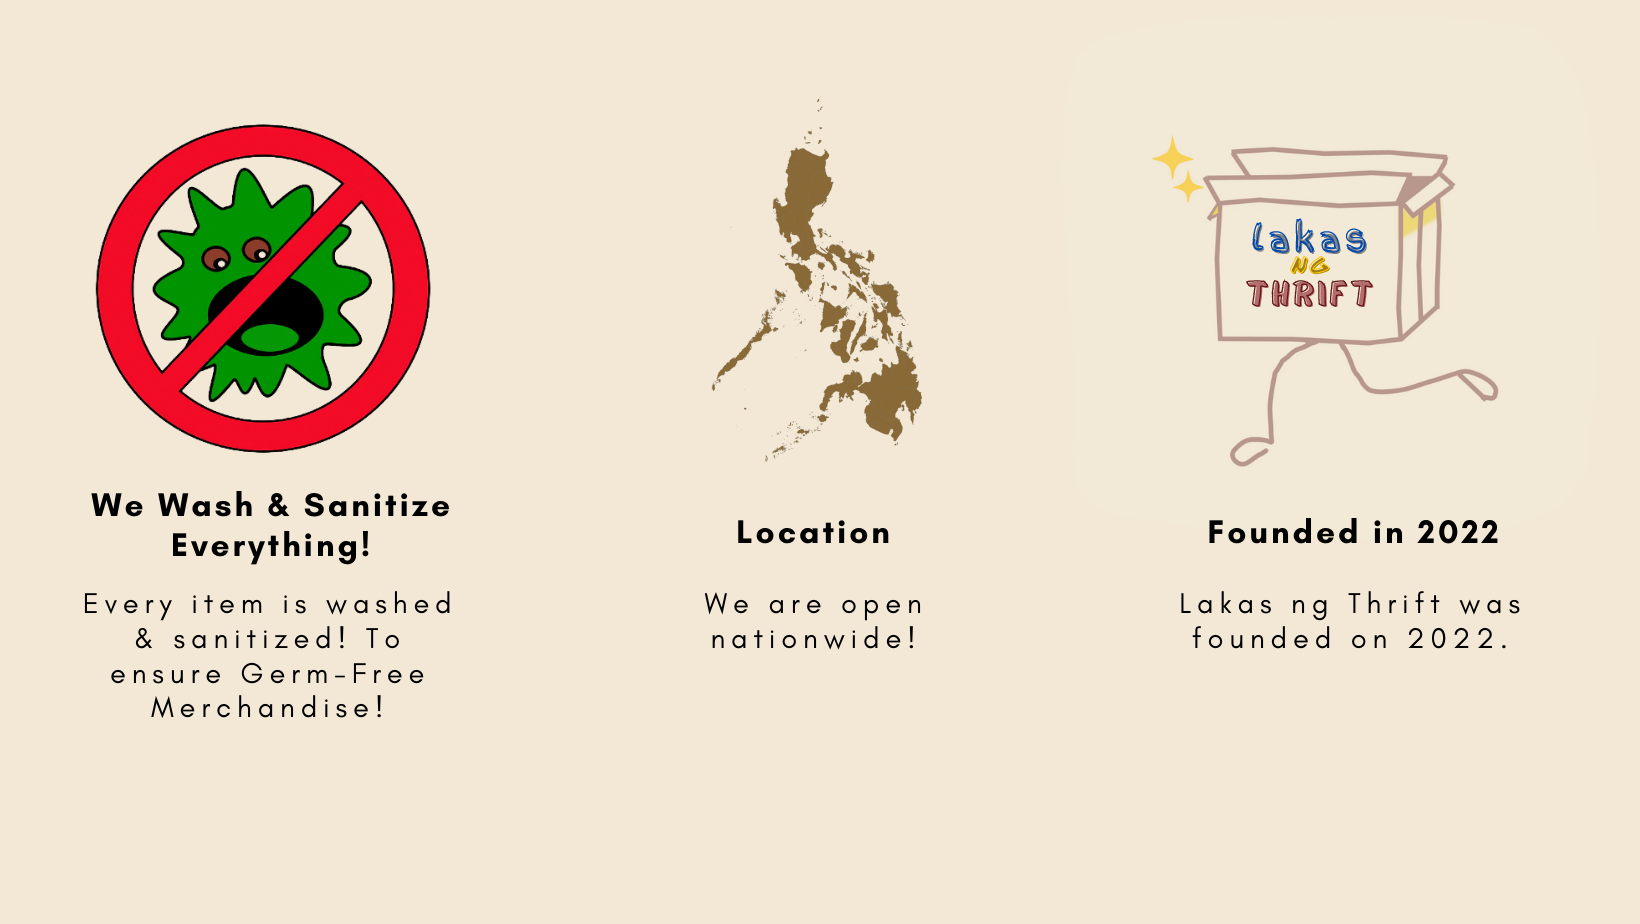 lakas
NG
THRIFT
We Wash & Sanitize
Everything!
Every item is washed
& sanitized! To
ensure Germ-Free
Merchandise!
Location
We are open
nationwide!
Founded in 2022
Lakas ng Thrift was
founded on 2022.